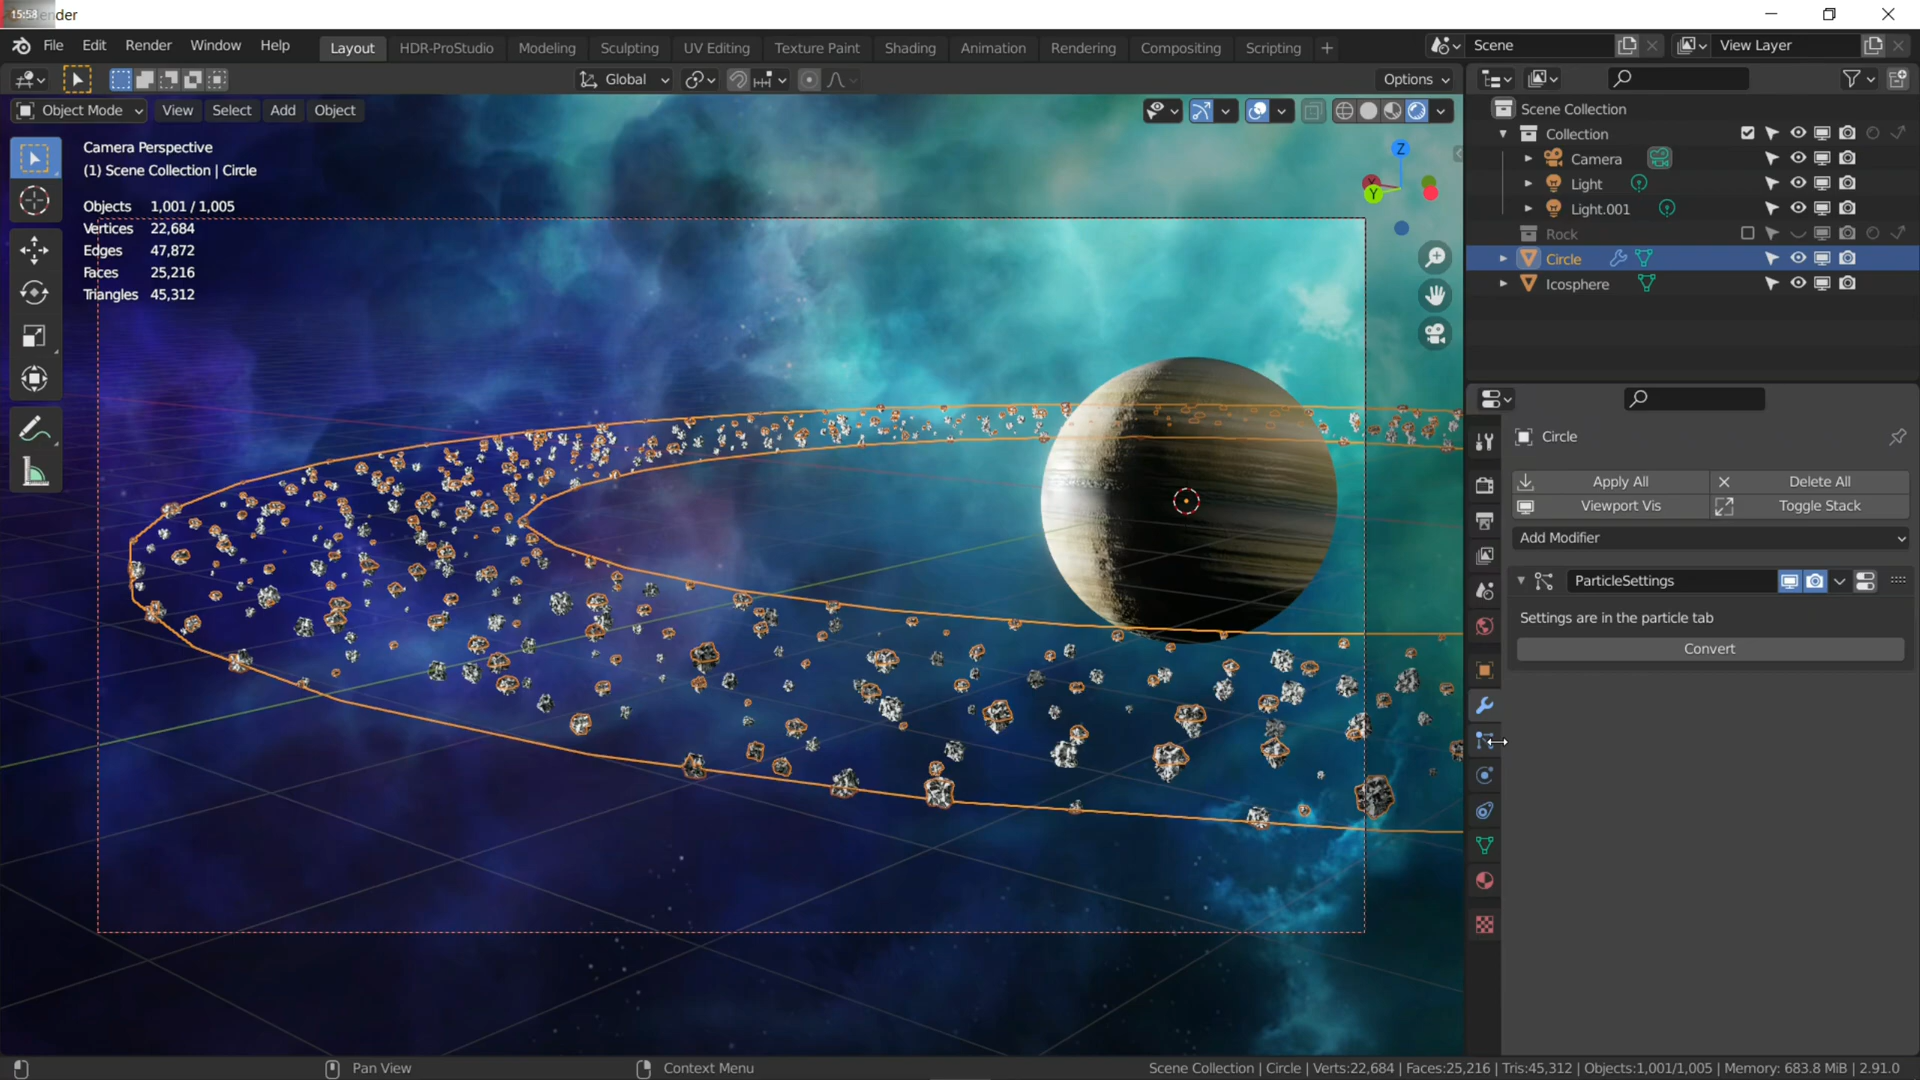 15:58
nder
File Edit Render Window Help
Layout HDR-ProStudio Modeling Sculpting UV Editing Texture Paint Shading Animation Rendering Compositing Scripting +
Scene
View Layer
Global
Options
Object Mode View Select Add Object
Camera Perspective
(1) Scene Collection | Circle
Objects 1,001 / 1,005
Vertices 22,684
Edges 47,872
Faces 25,216
Triangles 45,312
Z
X
Y
Scene Collection
Collection
Camera
Light
Light.001
Rock
Circle
Icosphere
Circle
Apply All Delete All
Viewport Vis Toggle Stack
Add Modifier
ParticleSettings
Settings are in the particle tab
Convert
Pan View
Context Menu
Scene Collection | Circle | Verts:22,684 | Faces:25,216 | Tris:45,312 | Objects:1,001/1,005 | Memory: 683.8 MiB | 2.91.0